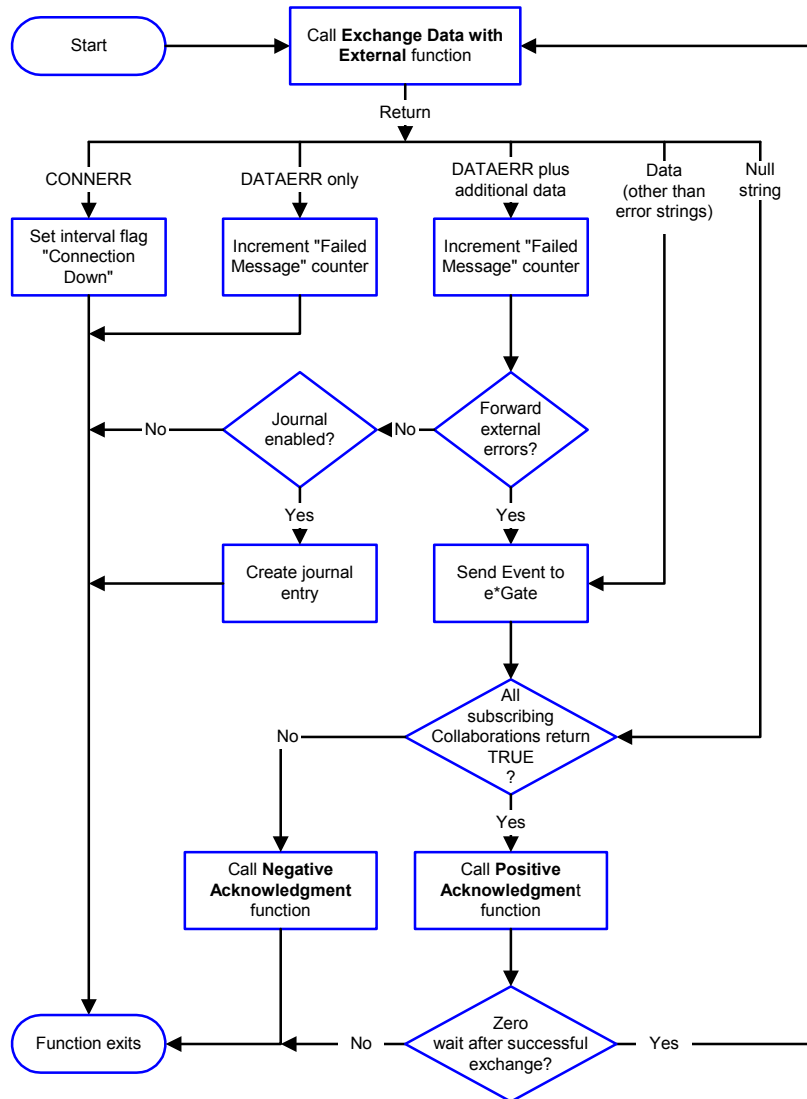 Start
Call Exchange Data with
External function
Return
CONNERR
DATAERR only
DATAERR plus
additional data
Data
(other than
error strings)
Null
string
Set interval flag
"Connection
Down"
Increment "Failed
Message" counter
Increment "Failed
Message" counter
No
Journal
enabled?
No
Forward
external
errors?
Yes
Yes
Create journal
entry
Send Event to
e*Gate
All
subscribing
Collaborations return
TRUE
?
No
Yes
Call Negative
Acknowledgment
function
Call Positive
Acknowledgment
function
Function exits
No
Zero
wait after successful
exchange?
Yes